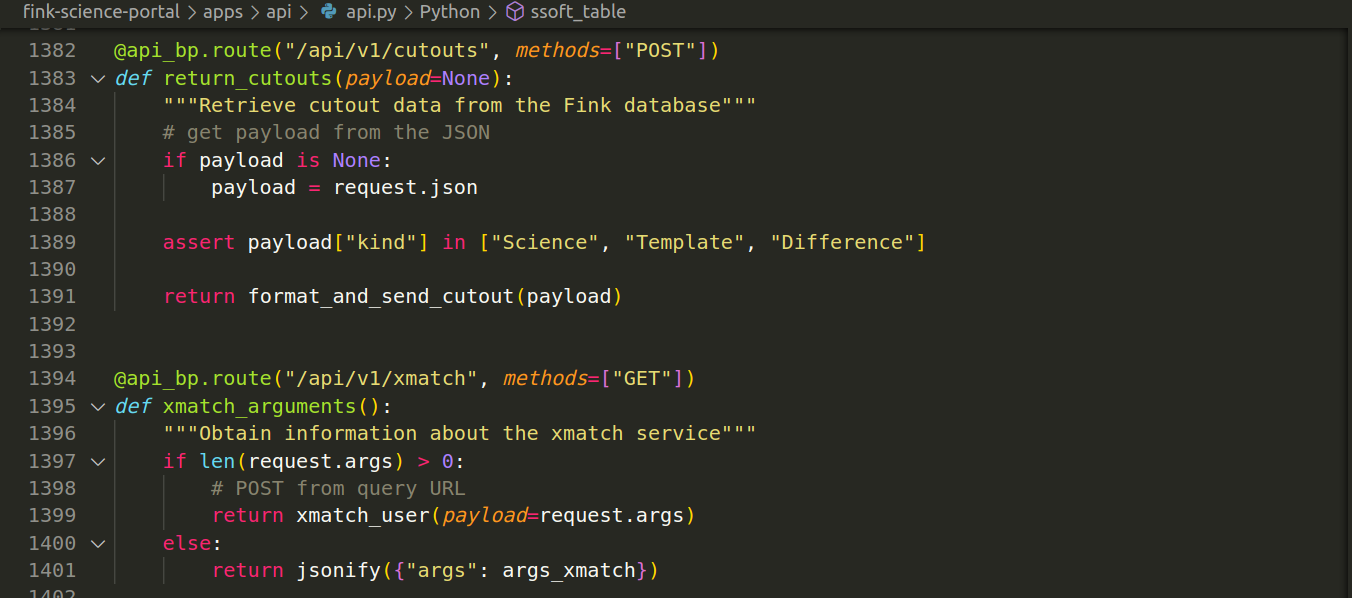 fink-science-portal > apps > api > api.py > Python > ssoft_table
1382 @api_bp.route("/api/v1/cutouts", methods=["POST"])
1383 def return_cutouts(payload=None):
1384     """Retrieve cutout data from the Fink database"""
1385     # get payload from the JSON
1386     if payload is None:
1387         payload = request.json
1388
1389     assert payload["kind"] in ["Science", "Template", "Difference"]
1390
1391     return format_and_send_cutout(payload)
1392
1393
1394 @api_bp.route("/api/v1/xmatch", methods=["GET"])
1395 def xmatch_arguments():
1396     """Obtain information about the xmatch service"""
1397     if len(request.args) > 0:
1398         # POST from query URL
1399         return xmatch_user(payload=request.args)
1400     else:
1401         return jsonify({"args": args_xmatch})
1402